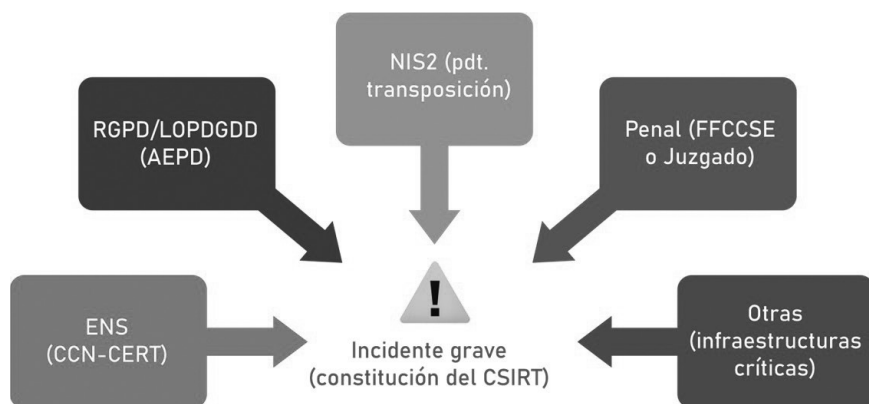 NIS2 (pdt.
transposición)
RGPD/LOPDGDD
(AEPD)
Penal (FFCCSE
o Juzgado)
ENS
(CCN-CERT)
!
Incidente grave
(constitución del CSIRT)
Otras
(infraestructuras
críticas)